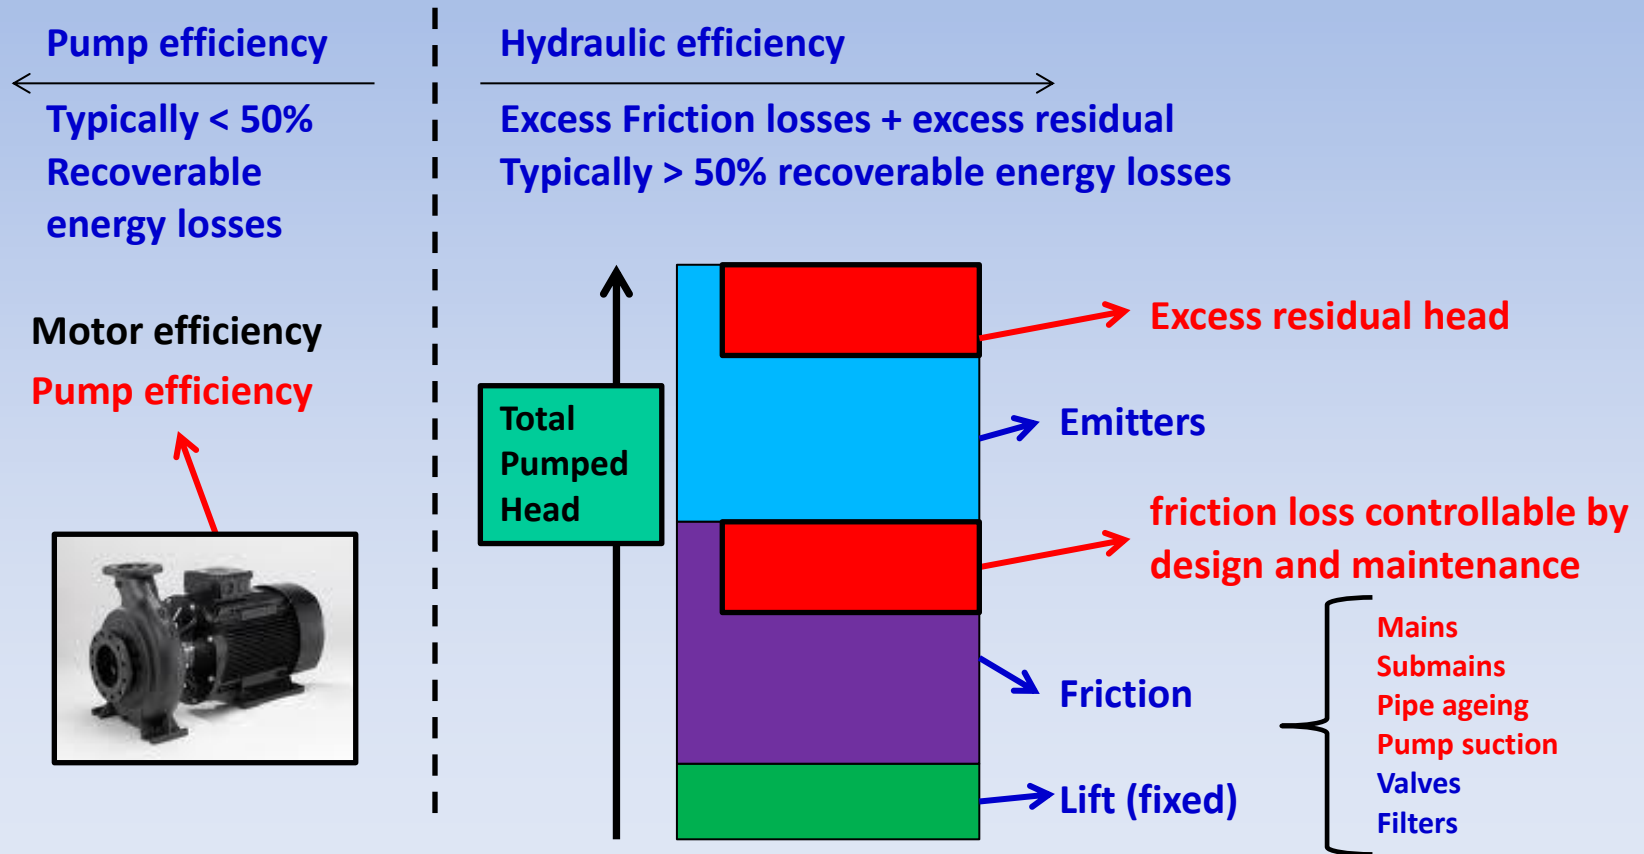 Pump efficiency
Typically < 50%
Recoverable
energy losses
Motor efficiency
Pump efficiency
Hydraulic efficiency
Excess Friction losses + excess residual
Typically > 50% recoverable energy losses
Total
Pumped
Head
Excess residual head
Emitters
friction loss controllable by
design and maintenance
Friction
Mains
Submains
Pipe ageing
Pump suction
Valves
Filters
Lift (fixed)